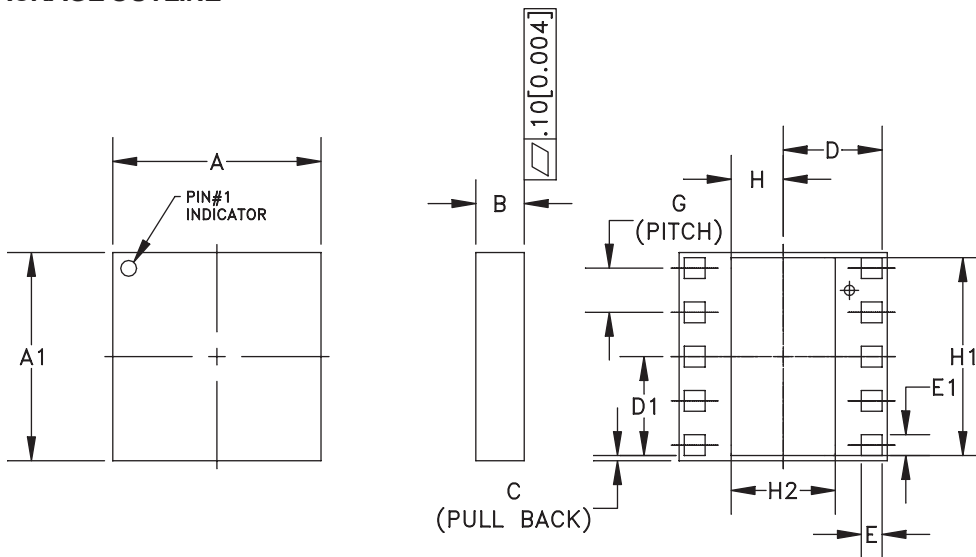 .10[0.004]
A
D
H
PIN#1
INDICATOR
B
G
(PITCH)
A1
D1
H1
E1
C
(PULL BACK)
H2
E